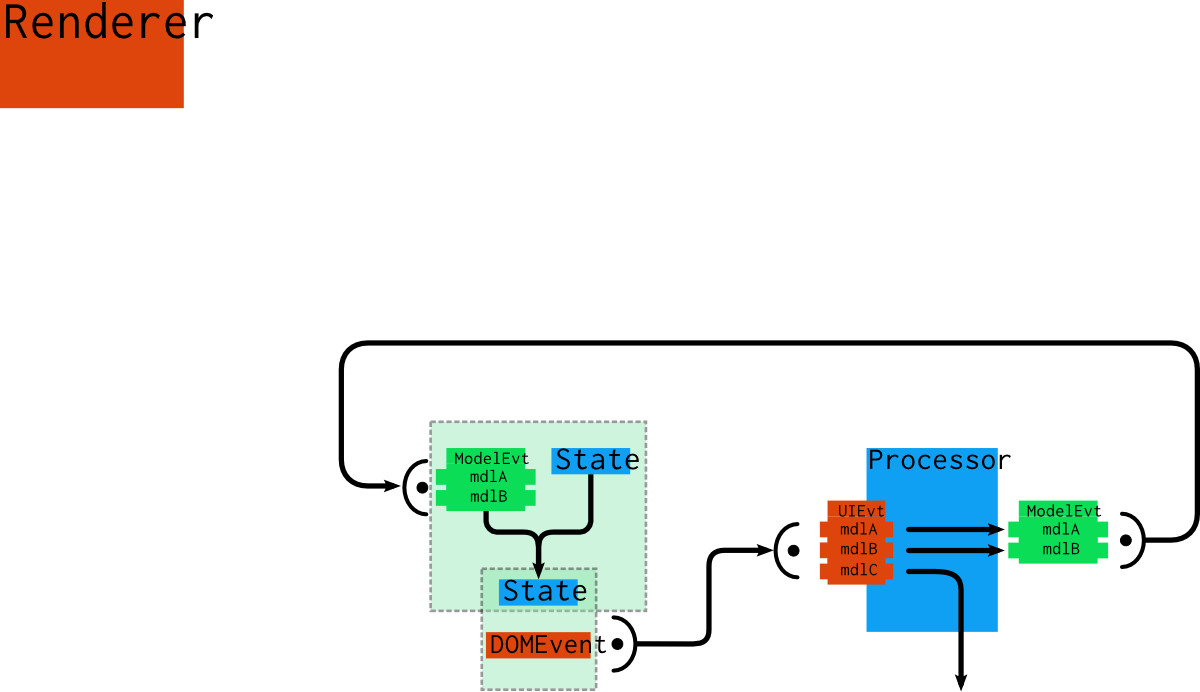 Renderer
ModelEvt
mdlA
mdlB
State
State
DOMEvent
Processor
UIEvt
mdlA
mdlB
mdlC
ModelEvt
mdlA
mdlB